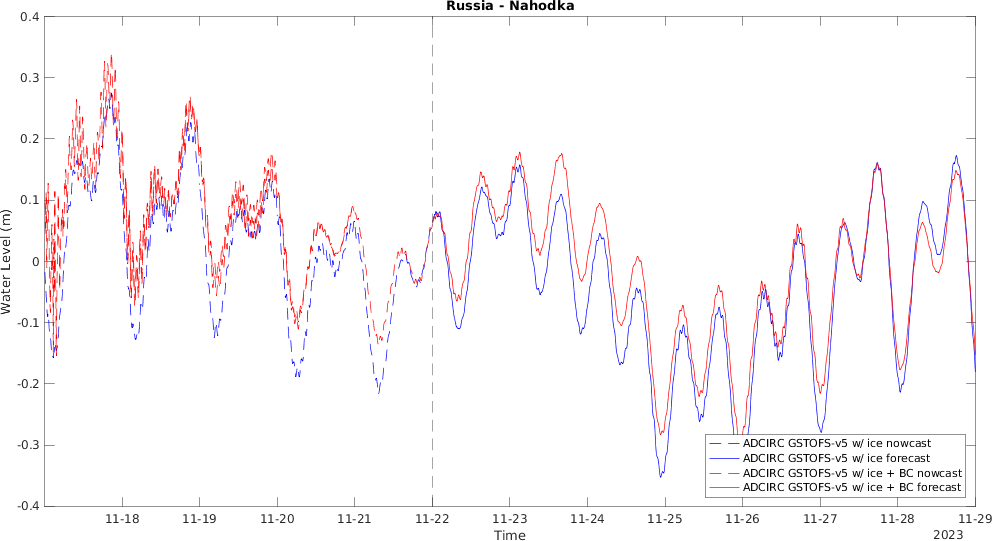 Russia - Nahodka
0.4
0.3
0.2
0.1
0
-0.1
-0.2
-0.3
-0.4
Water Level (m)
ADCIRC GSTOFS-v5 w/ ice nowcast
ADCIRC GSTOFS-v5 w/ ice forecast
ADCIRC GSTOFS-v5 w/ ice + BC nowcast
ADCIRC GSTOFS-v5 w/ ice + BC forecast
11-18 11-19 11-20 11-21 11-22 11-23 11-24 11-25 11-26 11-27 11-28 11-29
Time
2023